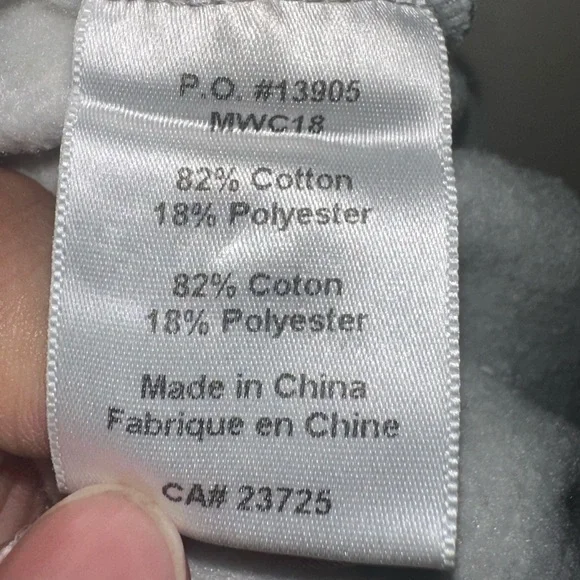 P.O. #13905
MWC18
82% Cotton
18% Polyester
82% Coton
18% Polyester
Made in China
Fabrique en Chine
CA# 23725